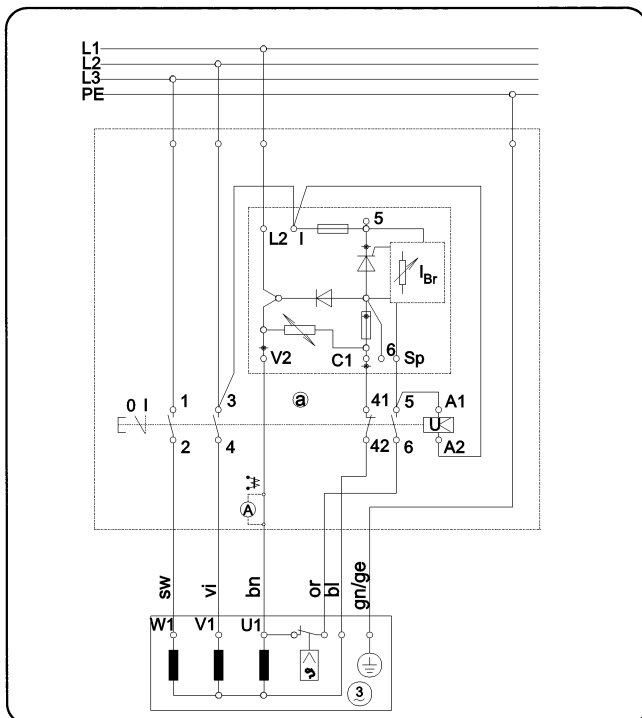 L1
L2
L3
PE
L2 I 5
I_Br
V2 C1 6 Sp
a
0 I 1 3 41 5 A1
U
2 4 42 6 A2
A
sw vi bn or bl gn/ge
W1 V1 U1
ϑ
3